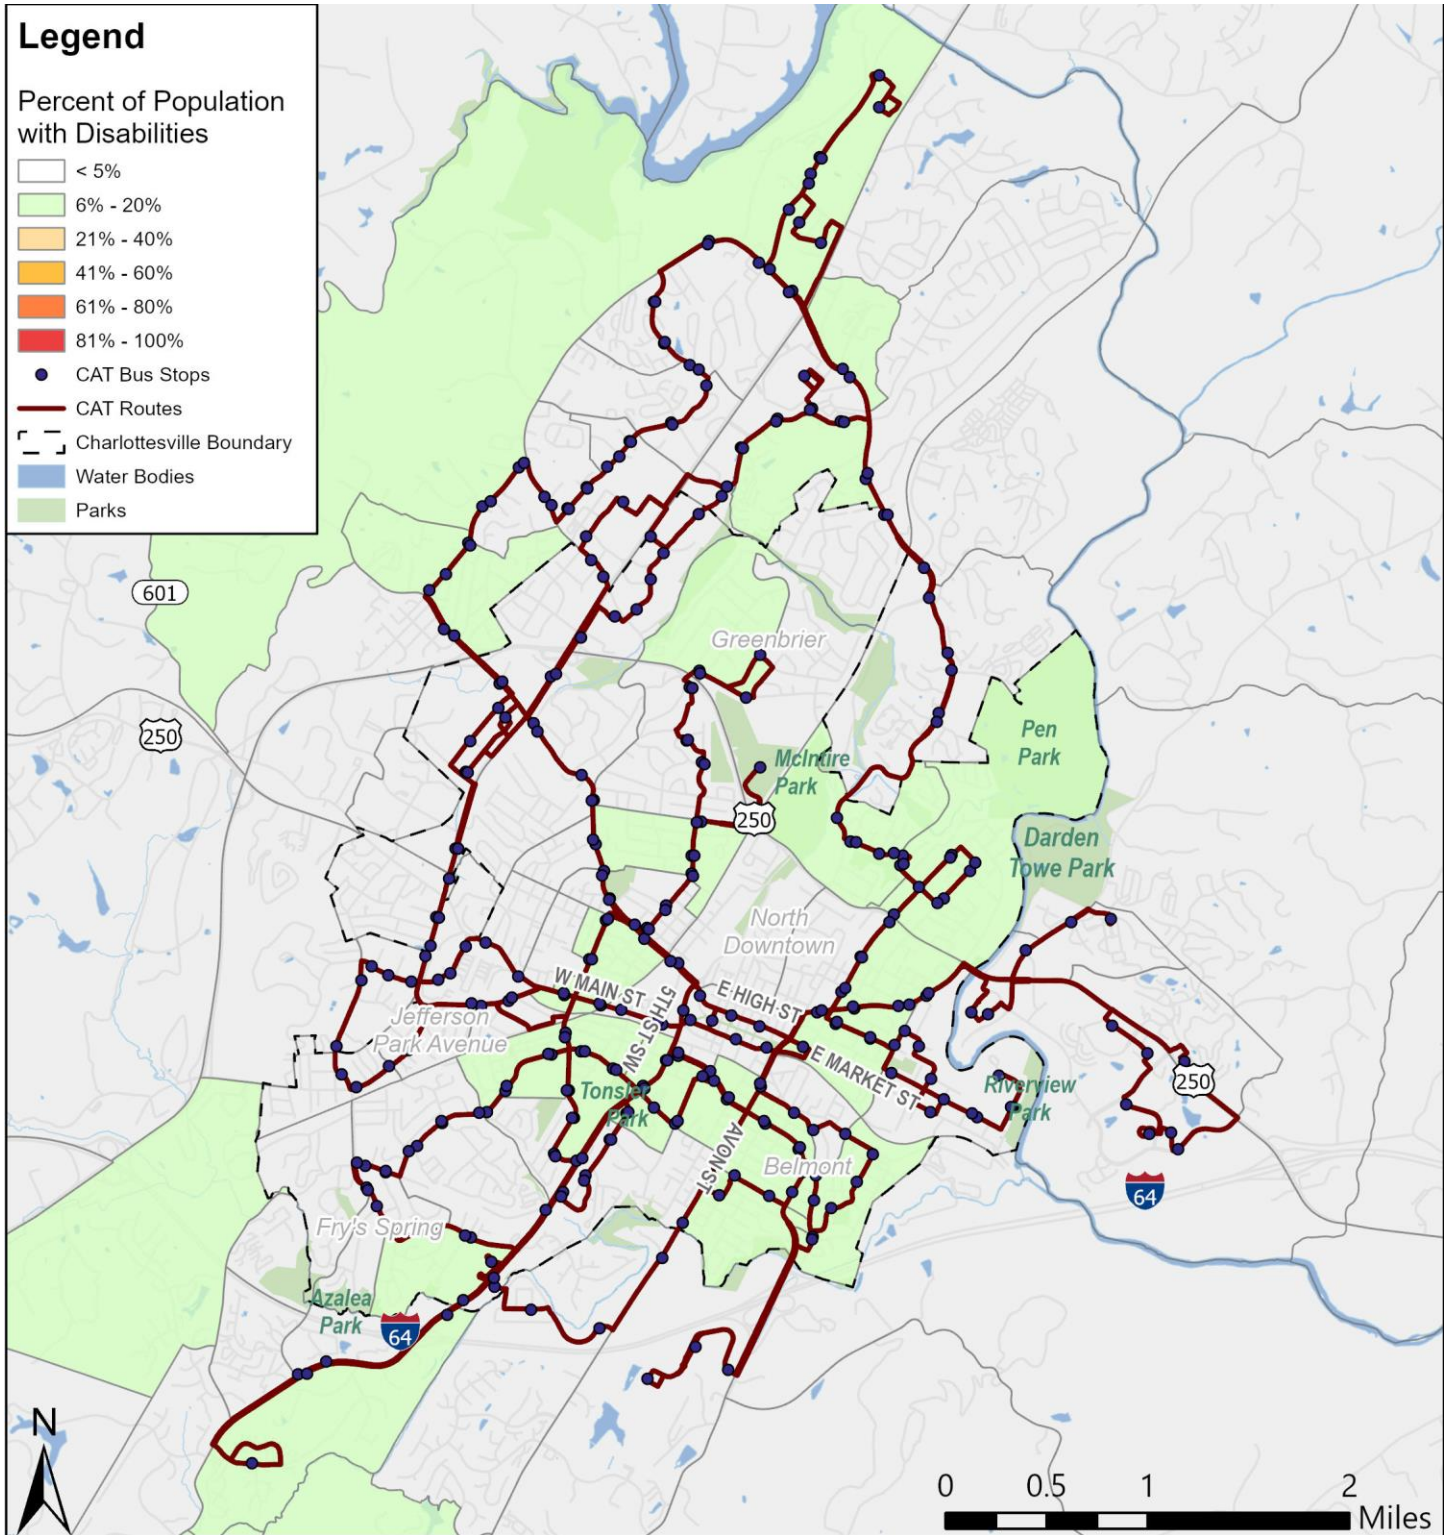 Legend
Percent of Population
with Disabilities
< 5%
6% - 20%
21% - 40%
41% - 60%
61% - 80%
81% - 100%
CAT Bus Stops
CAT Routes
Charlottesville Boundary
Water Bodies
Parks
601
250
Greenbrier
Pen
Park
McIntire
Park
250
Darden
Towe Park
North
Downtown
W MAIN ST
E HIGH ST
5TH ST SW
Jefferson
Park Avenue
E MARKET ST
Tonsler
Park
Riverview
Park
250
AVON ST
Belmont
64
Fry's Spring
Azalea
Park
64
N
0 0.5 1 2
Miles